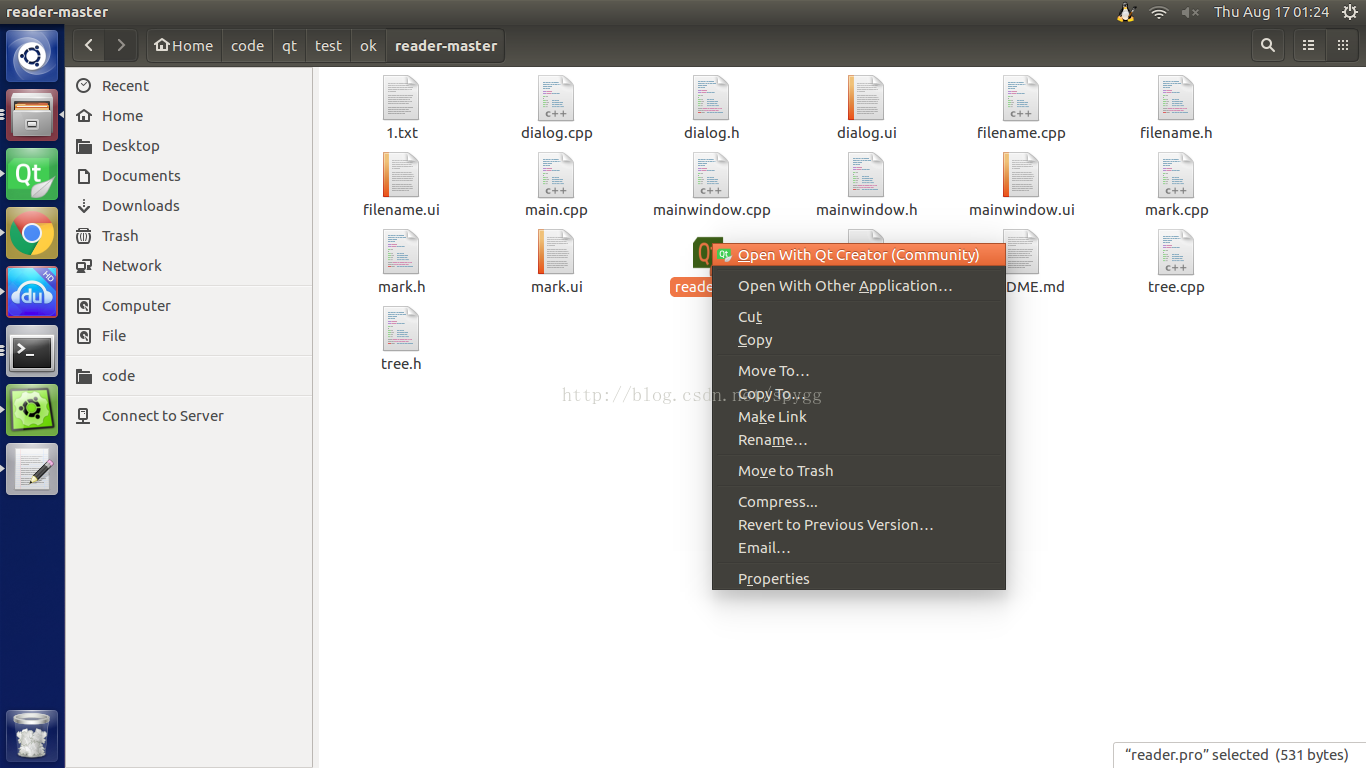 reader-master
Thu Aug 17 01:24
Home
code
qt
test
ok
reader-master
Recent
Home
Desktop
Documents
Downloads
Trash
Network
Computer
File
code
Connect to Server
1.txt
dialog.cpp
dialog.h
dialog.ui
filename.cpp
filename.h
filename.ui
main.cpp
mainwindow.cpp
mainwindow.h
mainwindow.ui
mark.cpp
mark.h
mark.ui
reade
DME.md
tree.cpp
tree.h
Open With Qt Creator (Community)
Open With Other Application…
Cut
Copy
Move To…
Copy To…
Make Link
Rename…
Move to Trash
Compress...
Revert to Previous Version…
Email…
Properties
http://blog.csdn.net/spygg
Qt
du
HD
“reader.pro” selected (531 bytes)